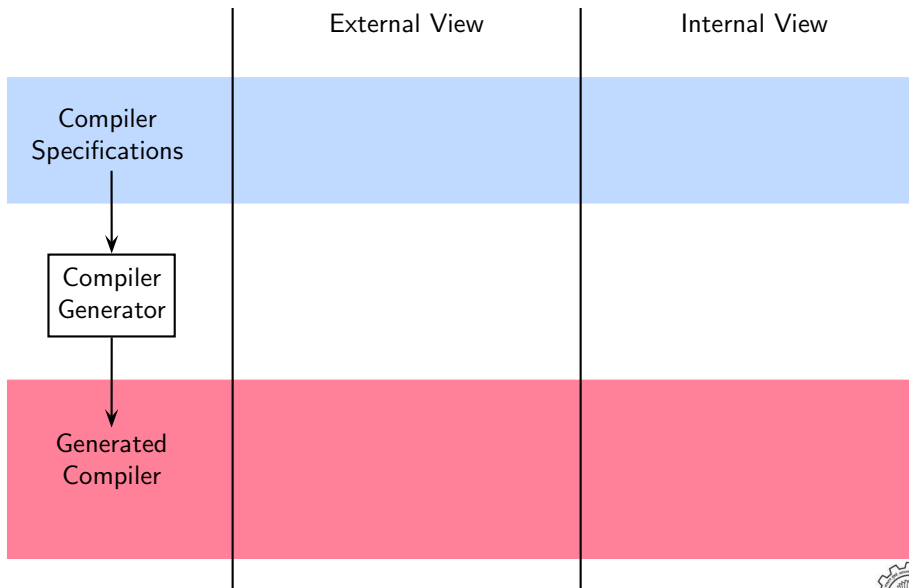 External View
Internal View
Compiler
Specifications
Compiler
Generator
Generated
Compiler